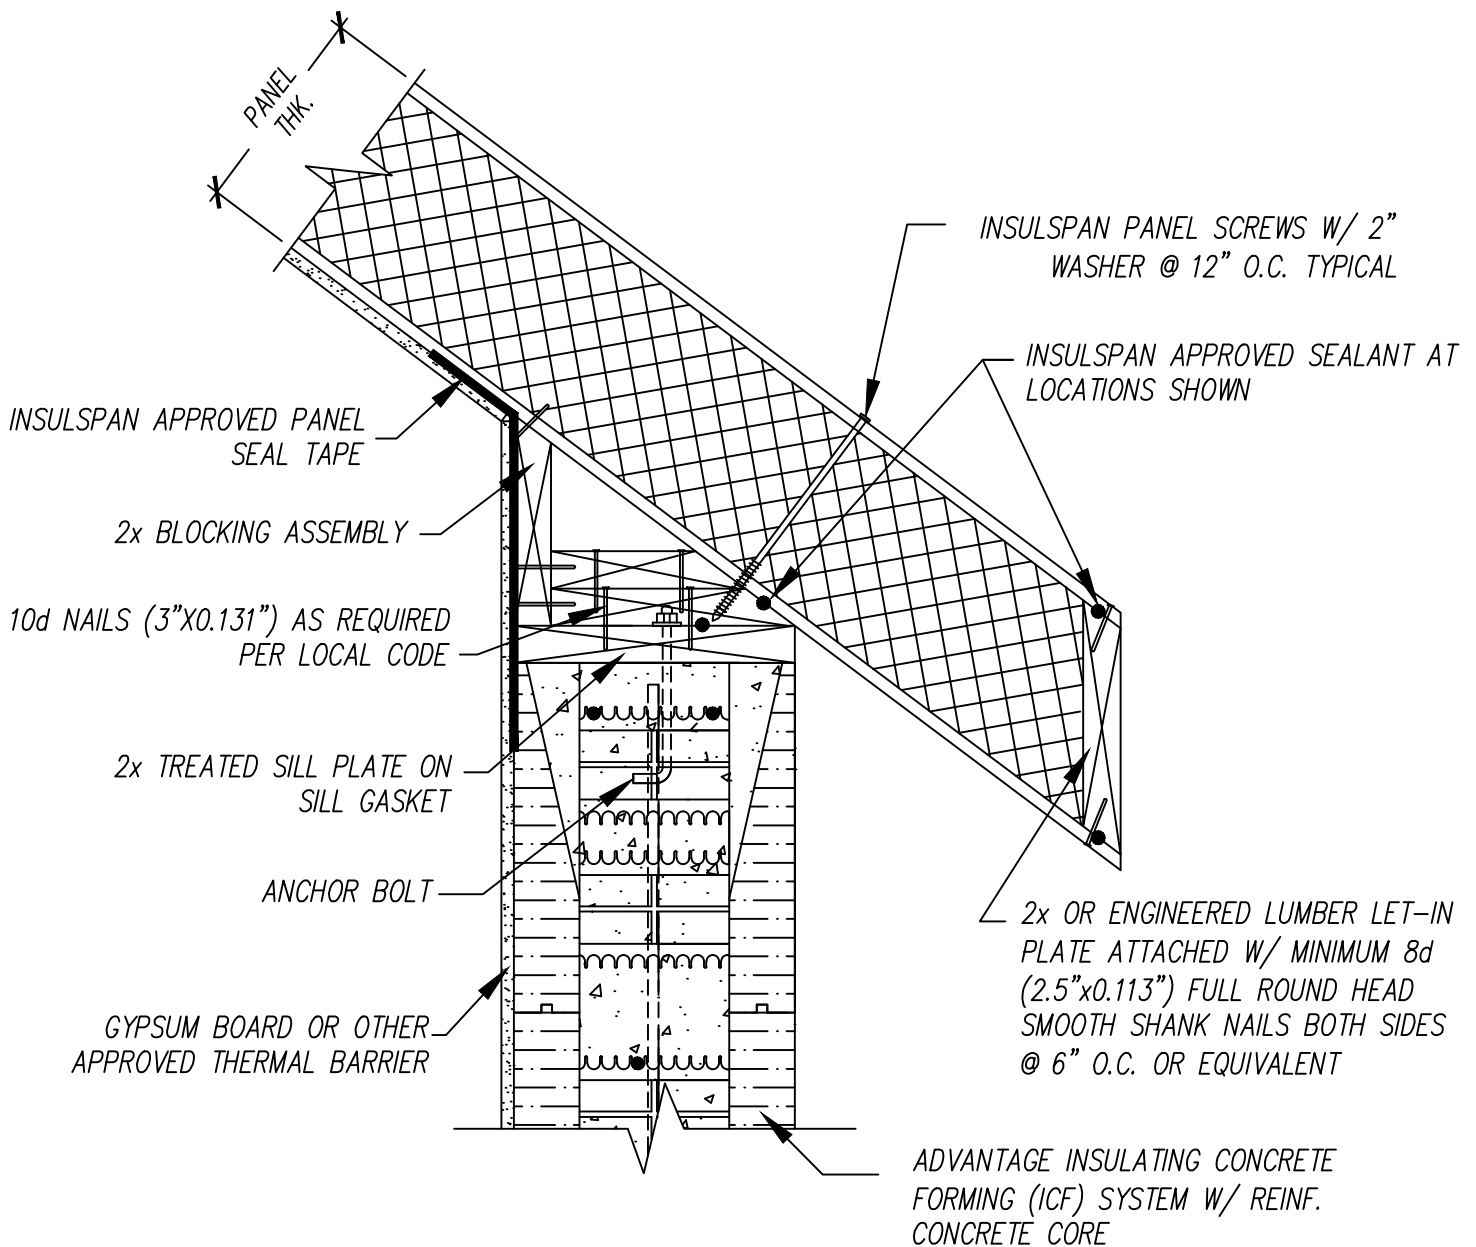 PANEL
THK.
INSULSPAN PANEL SCREWS W/ 2”
WASHER @ 12” O.C. TYPICAL
INSULSPAN APPROVED SEALANT AT
LOCATIONS SHOWN
INSULSPAN APPROVED PANEL
SEAL TAPE
2x BLOCKING ASSEMBLY
10d NAILS (3”X0.131”) AS REQUIRED
PER LOCAL CODE
2x TREATED SILL PLATE ON
SILL GASKET
ANCHOR BOLT
2x OR ENGINEERED LUMBER LET-IN
PLATE ATTACHED W/ MINIMUM 8d
(2.5”x0.113”) FULL ROUND HEAD
SMOOTH SHANK NAILS BOTH SIDES
@ 6” O.C. OR EQUIVALENT
GYPSUM BOARD OR OTHER
APPROVED THERMAL BARRIER
ADVANTAGE INSULATING CONCRETE
FORMING (ICF) SYSTEM W/ REINF.
CONCRETE CORE